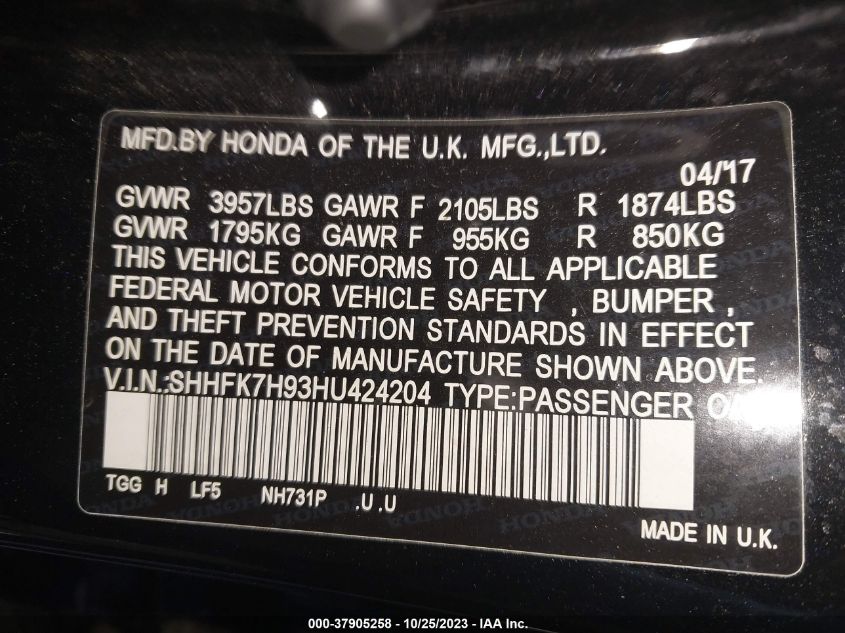 MFD.BY HONDA OF THE U.K. MFG.,LTD.
04/17
GVWR 3957LBS GAWR F 2105LBS R 1874LBS
GVWR 1795KG GAWR F 955KG R 850KG
THIS VEHICLE CONFORMS TO ALL APPLICABLE
FEDERAL MOTOR VEHICLE SAFETY , BUMPER ,
AND THEFT PREVENTION STANDARDS IN EFFECT
ON THE DATE OF MANUFACTURE SHOWN ABOVE.
V.I.N.:SHHFK7H93HU424204 TYPE:PASSENGER
TGG H LF5 NH731P .U .U
MADE IN U.K.
000-37905258 - 10/25/2023 - IAA Inc.